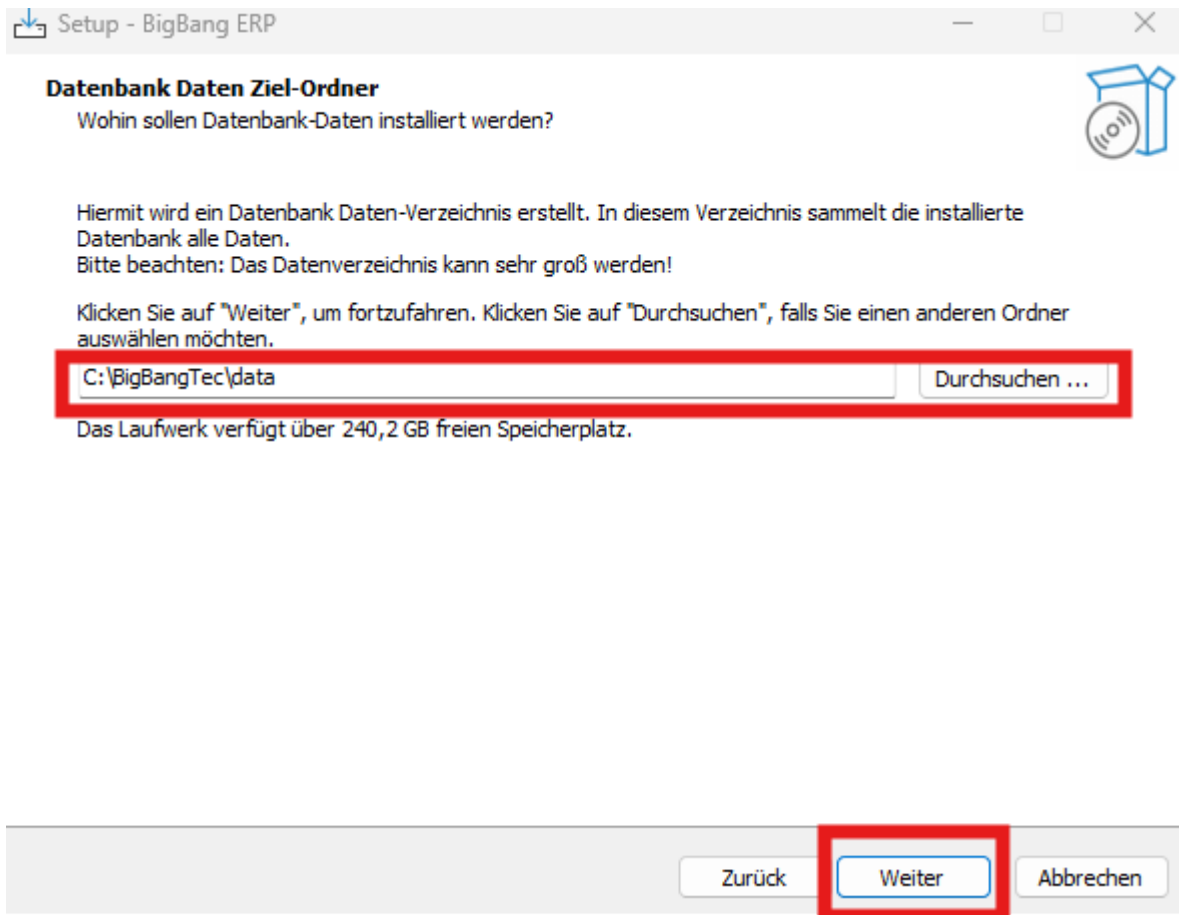 Setup - BigBang ERP
Datenbank Daten Ziel-Ordner
Wohin sollen Datenbank-Daten installiert werden?
Hiermit wird ein Datenbank Daten-Verzeichnis erstellt. In diesem Verzeichnis sammelt die installierte
Datenbank alle Daten.
Bitte beachten: Das Datenverzeichnis kann sehr groß werden!
Klicken Sie auf "Weiter", um fortzufahren. Klicken Sie auf "Durchsuchen", falls Sie einen anderen Ordner
auswählen möchten.
C:\BigBangTec\data
Durchsuchen ...
Das Laufwerk verfügt über 240,2 GB freien Speicherplatz.
Zurück
Weiter
Abbrechen